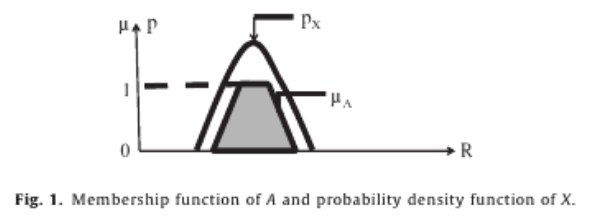 μ p
p_X
1
μ_A
0
R
Fig. 1. Membership function of A and probability density function of X.